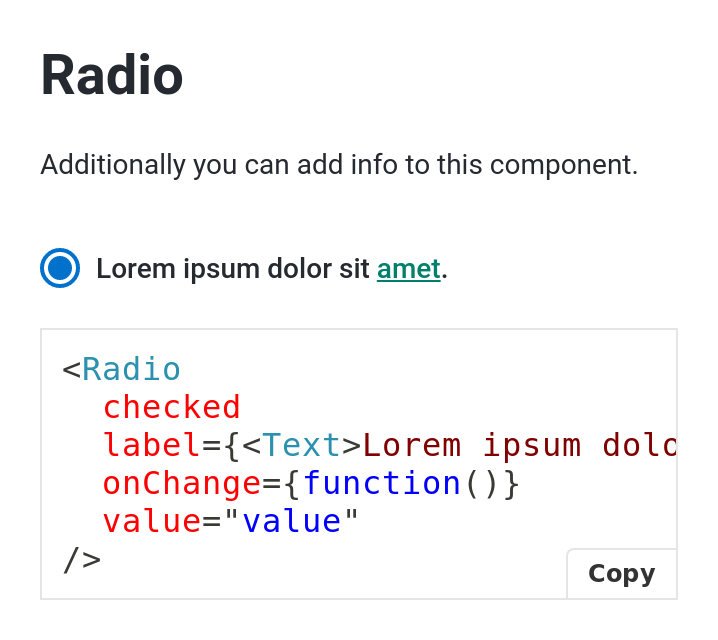 Radio
Additionally you can add info to this component.
Lorem ipsum dolor sit amet.
<Radio
  checked
  label={<Text>Lorem ipsum dolo
  onChange={function()}
  value="value"
/>
Copy